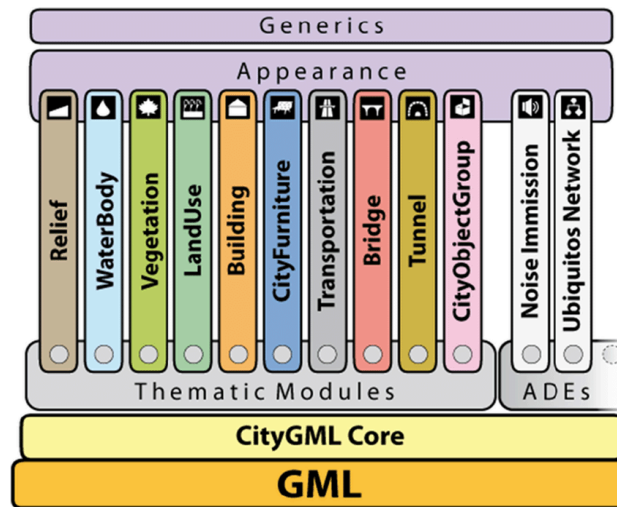 Generics
Appearance
Relief
WaterBody
Vegetation
LandUse
Building
CityFurniture
Transportation
Bridge
Tunnel
CityObjectGroup
Noise Immission
Ubiquitos Network
Thematic Modules
ADEs
CityGML Core
GML